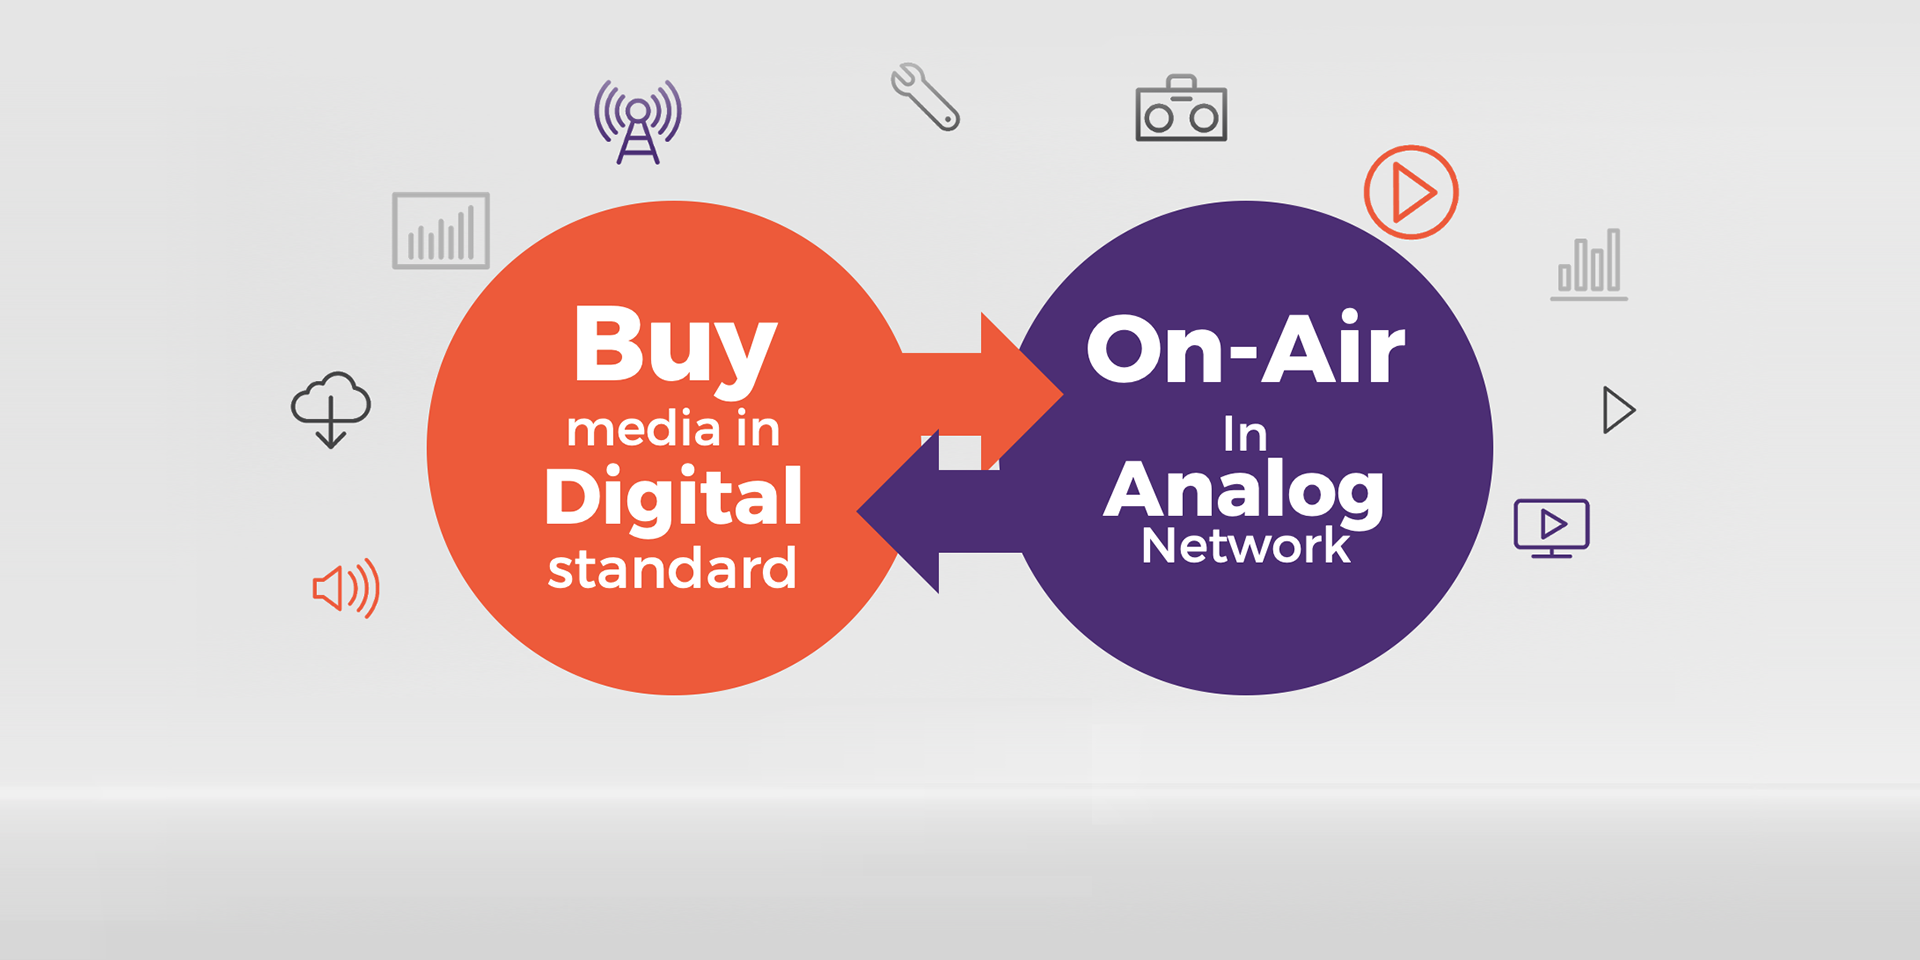 Buy
media in
Digital
standard
On-Air
In
Analog
Network